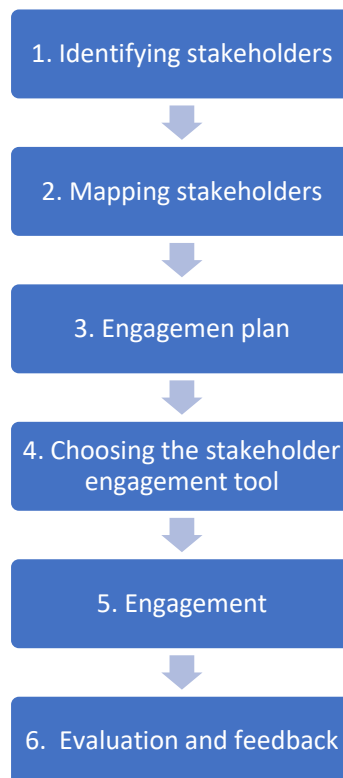 1. Identifying stakeholders
2. Mapping stakeholders
3. Engagemen plan
4. Choosing the stakeholder
engagement tool
5. Engagement
6.  Evaluation and feedback